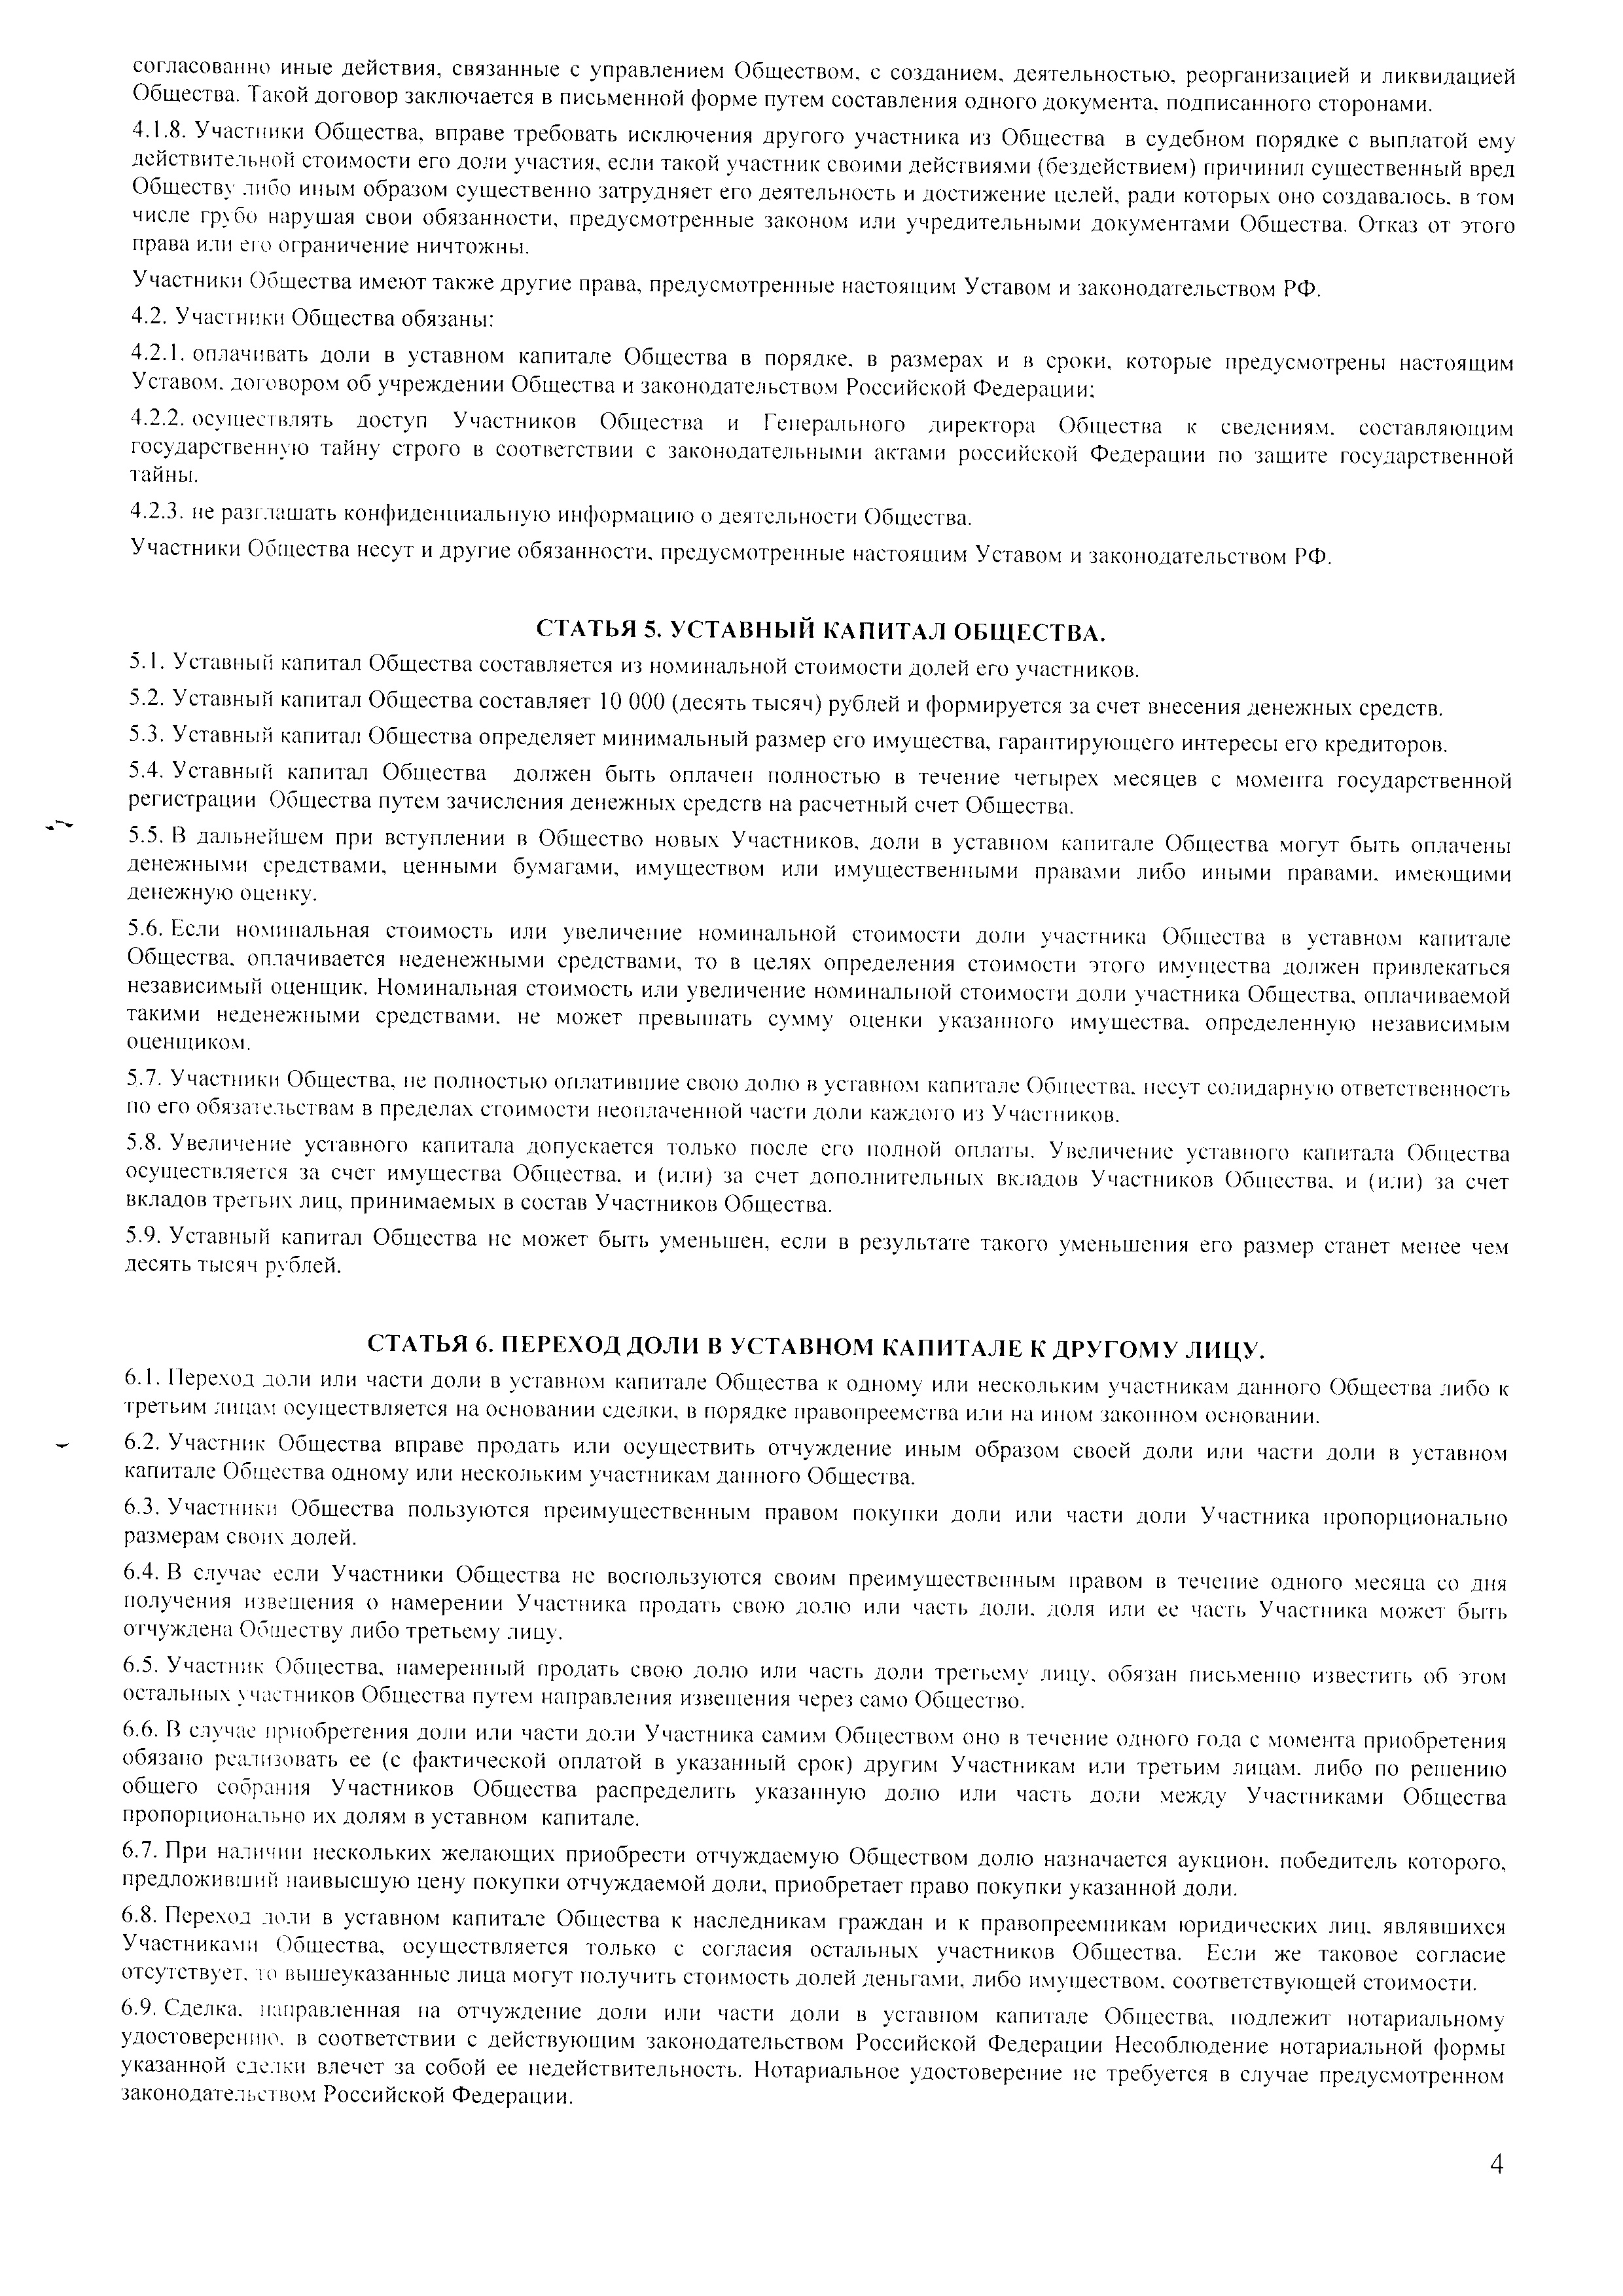 согласованно иные действия, связанные с управлением Обществом, с созданием, деятельностью, реорганизацией и ликвидацией
Общества. Такой договор заключается в письменной форме путем составления одного документа, подписанного сторонами.
4.1.8. Участники Общества, вправе требовать исключения другого участника из Общества в судебном порядке с выплатой ему
действительной стоимости его доли участия, если такой участник своими действиями (бездействием) причинил существенный вред
Обществу либо иным образом существенно затрудняет его деятельность и достижение целей, ради которых оно создавалось, в том
числе грубо нарушая свои обязанности, предусмотренные законом или учредительными документами Общества. Отказ от этого
права или его ограничение ничтожны.
Участники Общества имеют также другие права, предусмотренные настоящим Уставом и законодательством РФ.
4.2. Участники Общества обязаны:
4.2.1. оплачивать доли в уставном капитале Общества в порядке, в размерах и в сроки, которые предусмотрены настоящим
Уставом, договором об учреждении Общества и законодательством Российской Федерации;
4.2.2. осуществлять доступ Участников Общества и Генерального директора Общества к сведениям, составляющим
государственную тайну строго в соответствии с законодательными актами российской Федерации по защите государственной
тайны.
4.2.3. не разглашать конфиденциальную информацию о деятельности Общества.
Участники Общества несут и другие обязанности, предусмотренные настоящим Уставом и законодательством РФ.
СТАТЬЯ 5. УСТАВНЫЙ КАПИТАЛ ОБЩЕСТВА.
5.1. Уставный капитал Общества составляется из номинальной стоимости долей его участников.
5.2. Уставный капитал Общества составляет 10 000 (десять тысяч) рублей и формируется за счет внесения денежных средств.
5.3. Уставный капитал Общества определяет минимальный размер его имущества, гарантирующего интересы его кредиторов.
5.4. Уставный капитал Общества должен быть оплачен полностью в течение четырех месяцев с момента государственной
регистрации Общества путем зачисления денежных средств на расчетный счет Общества.
5.5. В дальнейшем при вступлении в Общество новых Участников, доли в уставном капитале Общества могут быть оплачены
денежными средствами, ценными бумагами, имуществом или имущественными правами либо иными правами, имеющими
денежную оценку.
5.6. Если номинальная стоимость или увеличение номинальной стоимости доли участника Общества в уставном капитале
Общества, оплачивается неденежными средствами, то в целях определения стоимости этого имущества должен привлекаться
независимый оценщик. Номинальная стоимость или увеличение номинальной стоимости доли участника Общества, оплачиваемой
такими неденежными средствами, не может превышать сумму оценки указанного имущества, определенную независимым
оценщиком.
5.7. Участники Общества, не полностью оплатившие свою долю в уставном капитале Общества, несут солидарную ответственность
по его обязательствам в пределах стоимости неоплаченной части доли каждого из Участников.
5.8. Увеличение уставного капитала допускается только после его полной оплаты. Увеличение уставного капитала Общества
осуществляется за счет имущества Общества, и (или) за счет дополнительных вкладов Участников Общества, и (или) за счет
вкладов третьих лиц, принимаемых в состав Участников Общества.
5.9. Уставный капитал Общества не может быть уменьшен, если в результате такого уменьшения его размер станет менее чем
десять тысяч рублей.
СТАТЬЯ 6. ПЕРЕХОД ДОЛИ В УСТАВНОМ КАПИТАЛЕ К ДРУГОМУ ЛИЦУ.
6.1. Переход доли или части доли в уставном капитале Общества к одному или нескольким участникам данного Общества либо к
третьим лицам осуществляется на основании сделки, в порядке правопреемства или на ином законном основании.
6.2. Участник Общества вправе продать или осуществить отчуждение иным образом своей доли или части доли в уставном
капитале Общества одному или нескольким участникам данного Общества.
6.3. Участники Общества пользуются преимущественным правом покупки доли или части доли Участника пропорционально
размерам своих долей.
6.4. В случае если Участники Общества не воспользуются своим преимущественным правом в течение одного месяца со дня
получения извещения о намерении Участника продать свою долю или часть доли, доля или ее часть Участника может быть
отчуждена Обществу либо третьему лицу.
6.5. Участник Общества, намеренный продать свою долю или часть доли третьему лицу, обязан письменно известить об этом
остальных участников Общества путем направления извещения через само Общество.
6.6. В случае приобретения доли или части доли Участника самим Обществом оно в течение одного года с момента приобретения
обязано реализовать ее (с фактической оплатой в указанный срок) другим Участникам или третьим лицам, либо по решению
общего собрания Участников Общества распределить указанную долю или часть доли между Участниками Общества
пропорционально их долям в уставном капитале.
6.7. При наличии нескольких желающих приобрести отчуждаемую Обществом долю назначается аукцион, победитель которого,
предложивший наивысшую цену покупки отчуждаемой доли, приобретает право покупки указанной доли.
6.8. Переход доли в уставном капитале Общества к наследникам граждан и к правопреемникам юридических лиц, являвшихся
Участниками Общества, осуществляется только с согласия остальных участников Общества. Если же таковое согласие
отсутствует, то вышеуказанные лица могут получить стоимость долей деньгами, либо имуществом, соответствующей стоимости.
6.9. Сделка, направленная на отчуждение доли или части доли в уставном капитале Общества, подлежит нотариальному
удостоверению, в соответствии с действующим законодательством Российской Федерации Несоблюдение нотариальной формы
указанной сделки влечет за собой ее недействительность. Нотариальное удостоверение не требуется в случае предусмотренном
законодательством Российской Федерации.
4